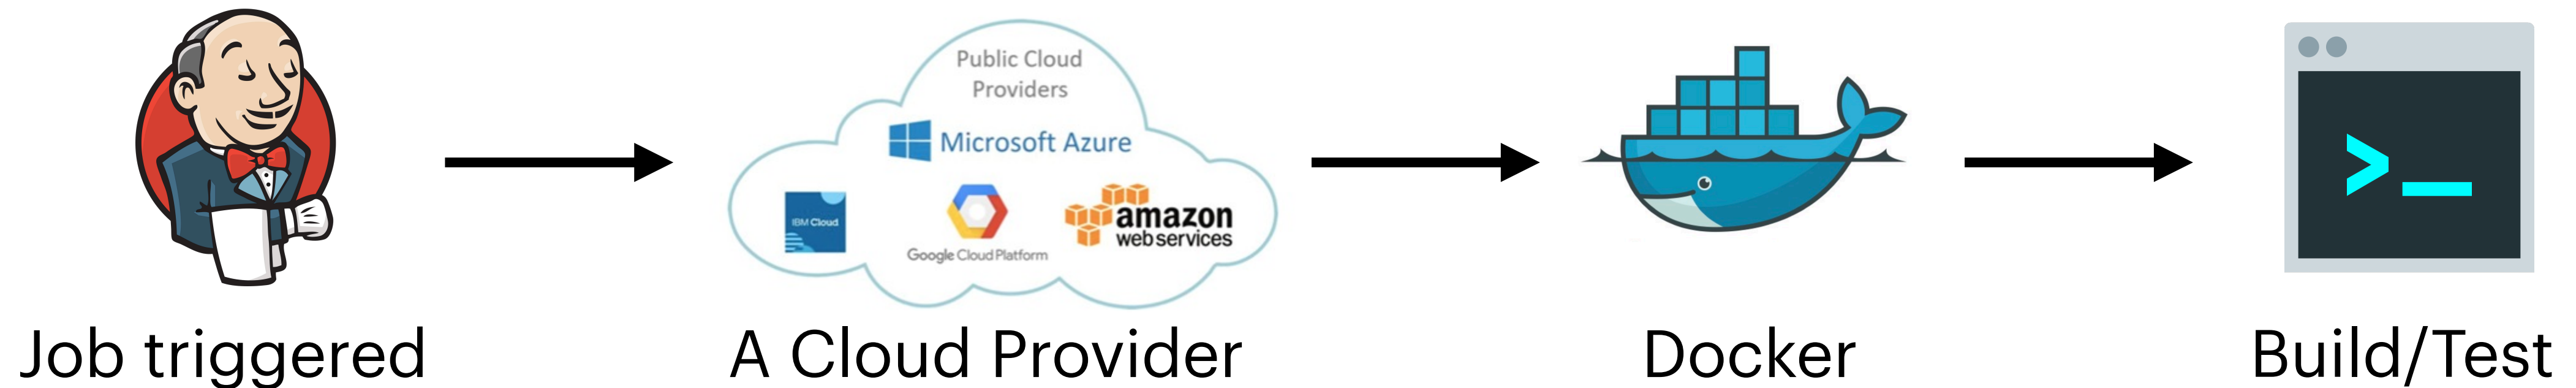 Public Cloud
Providers
Microsoft Azure
IBM Cloud
Google Cloud Platform
amazon
webservices
>_
Job triggered
A Cloud Provider
Docker
Build/Test